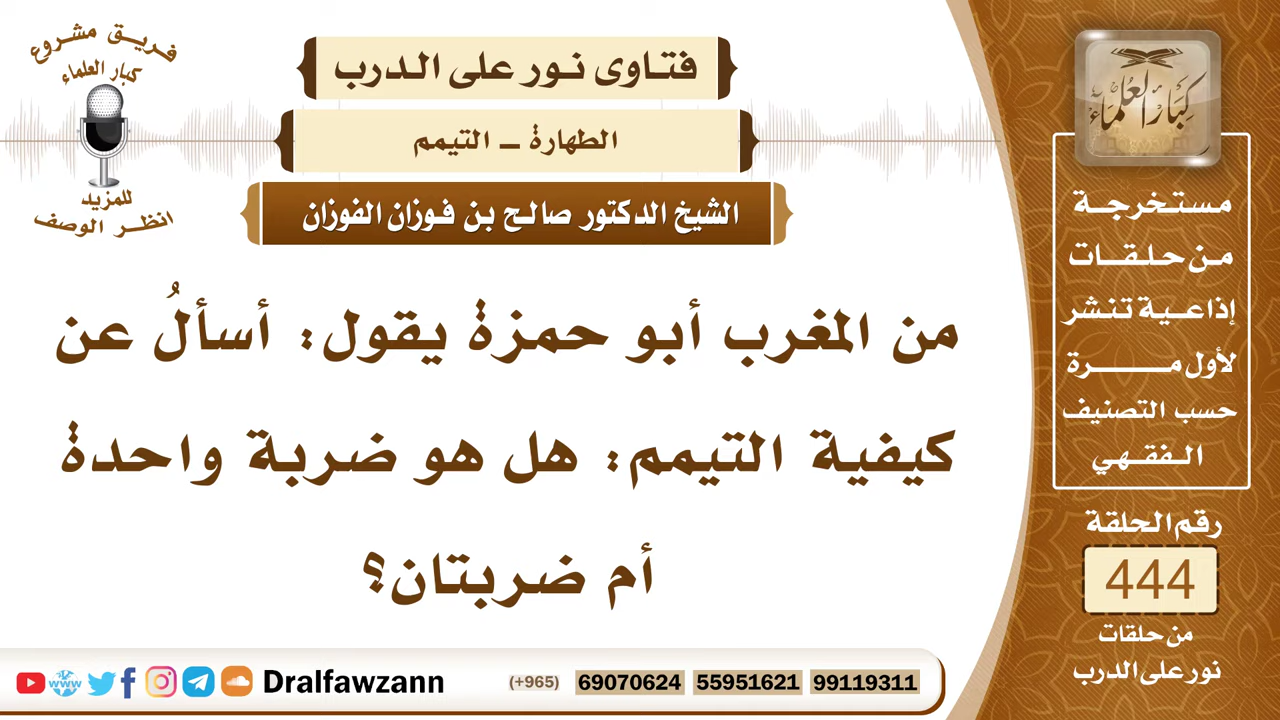 فريق مشروع
كبار العلماء
للمزيد
انظر الوصف
فتاوى نور على الدرب
الطهارة – التيمم
الشيخ الدكتور صالح بن فوزان الفوزان
من المغرب أبو حمزة يقول: أسألُ عن
كيفية التيمم: هل هو ضربة واحدة
أم ضربتان؟
كبار العلماء
مستخرجة
من حلقات
إذاعية تنشر
لأول مرة
حسب التصنيف
الفقهي
رقم الحلقة
444
من حلقات
نور على الدرب
www Dralfawzann (+965) 69070624 55951621 99119311